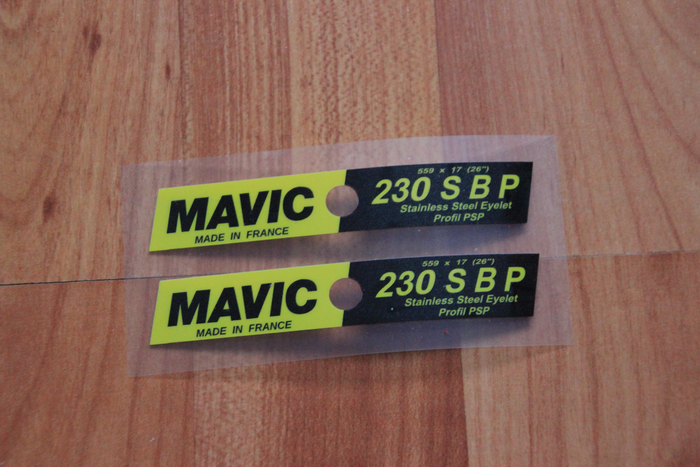 MAVIC
MADE IN FRANCE
559 x 17 (26")
230 S B P
Stainless Steel Eyelet
Profil PSP
MAVIC
MADE IN FRANCE
559 x 17 (26")
230 S B P
Stainless Steel Eyelet
Profil PSP